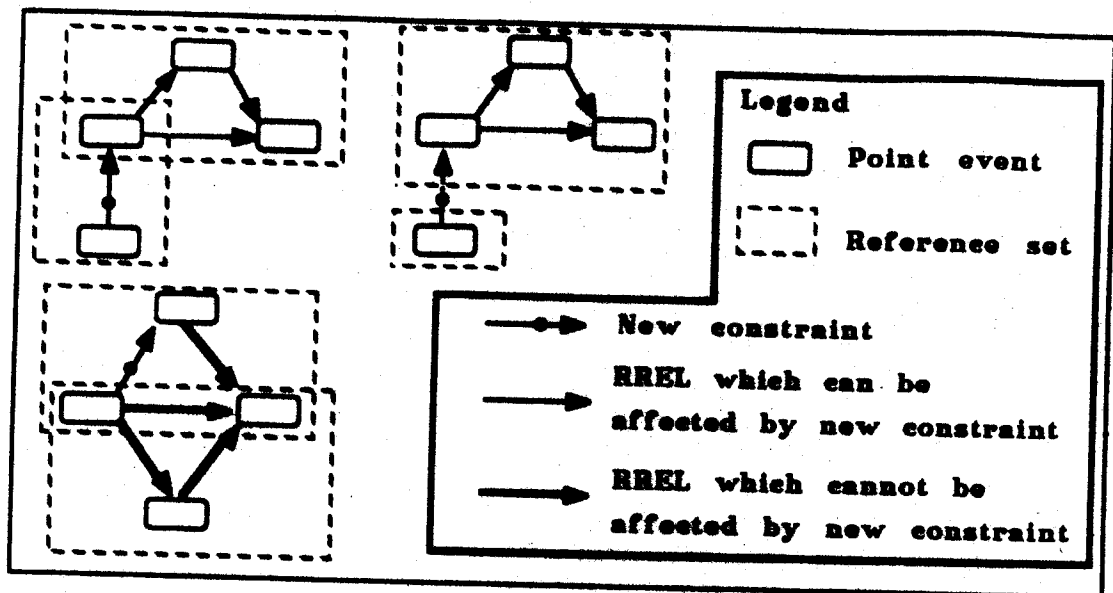 Legend
Point event
Reference set
New constraint
RREL which can be
affected by new constraint
RREL which cannot be
affected by new constraint